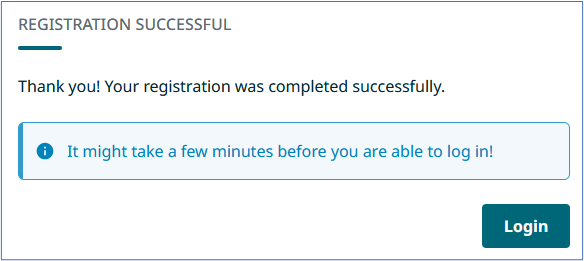 REGISTRATION SUCCESSFUL
Thank you! Your registration was completed successfully.
It might take a few minutes before you are able to log in!
Login